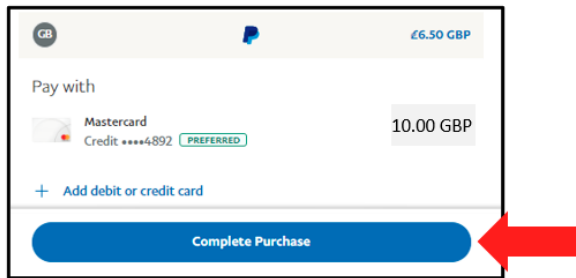 GB £6.50 GBP
Pay with
Mastercard 10.00 GBP
Credit ••••4892 PREFERRED
+ Add debit or credit card
Complete Purchase